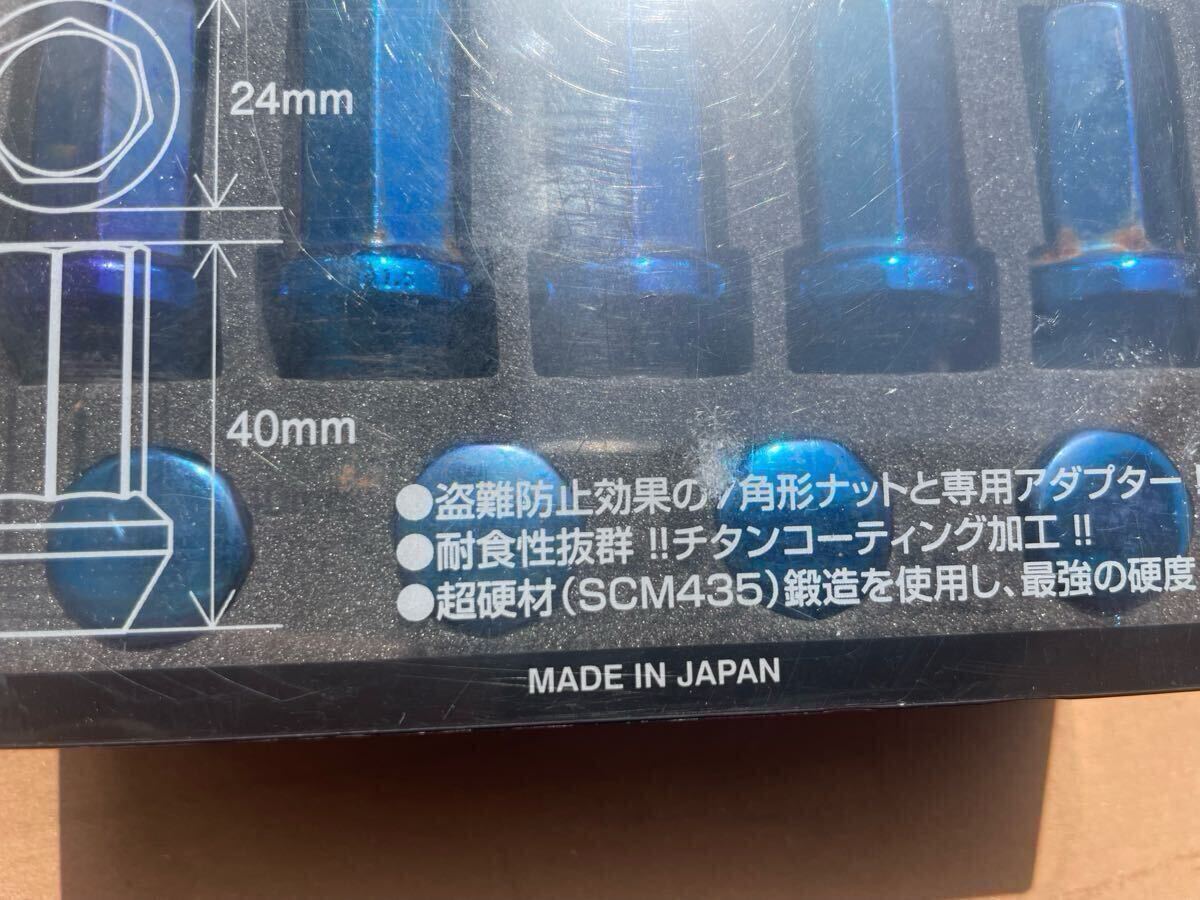 24mm
40mm
●盗難防止効果の7角形ナットと専用アダプター!
●耐食性抜群!!チタンコーティング加工!!
●超硬材(SCM435)鍛造を使用し、最強の硬度
MADE IN JAPAN